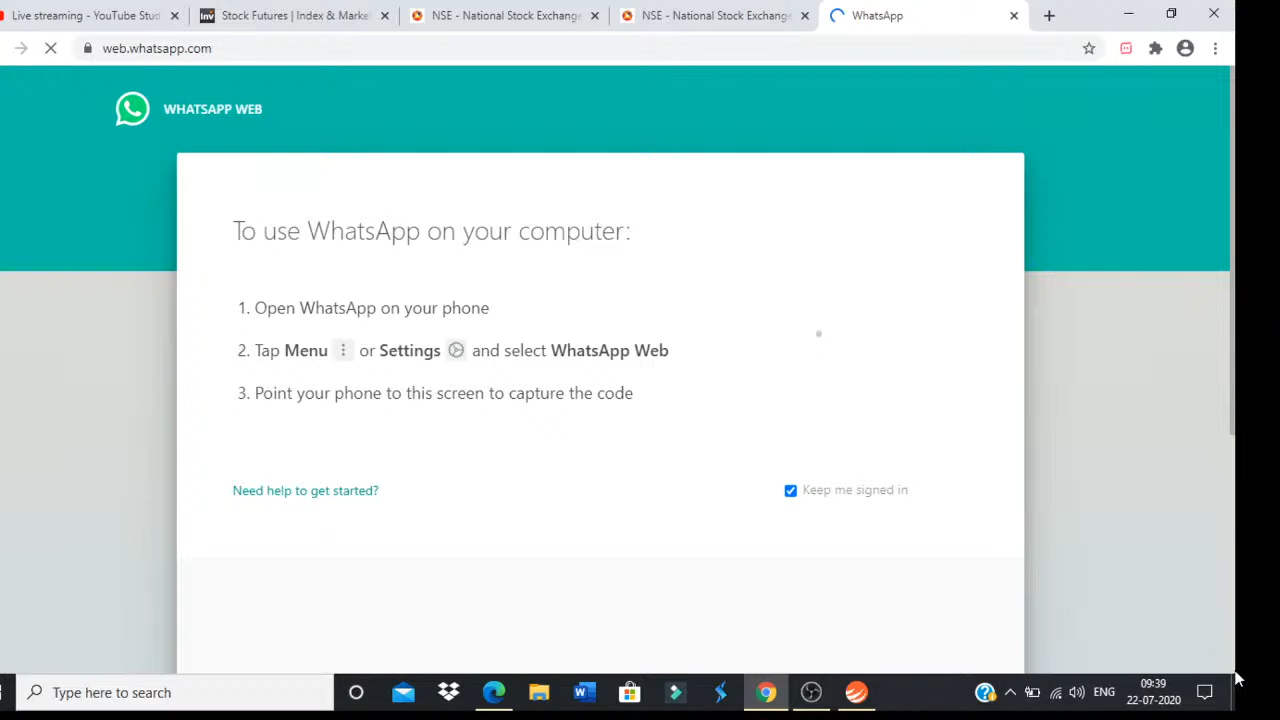 Live streaming - YouTube Stud
Stock Futures | Index & Marke
NSE - National Stock Exchange
NSE - National Stock Exchange
WhatsApp
web.whatsapp.com
WHATSAPP WEB
To use WhatsApp on your computer:
1. Open WhatsApp on your phone
2. Tap Menu or Settings and select WhatsApp Web
3. Point your phone to this screen to capture the code
Need help to get started?
Keep me signed in
Type here to search
ENG
09:39
22-07-2020